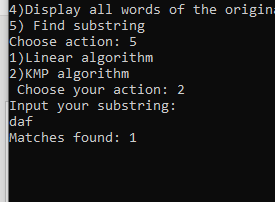 4)Display all words of the origina
5) Find substring
Choose action: 5
1)Linear algorithm
2)KMP algorithm
 Choose your action: 2
Input your substring:
daf
Matches found: 1